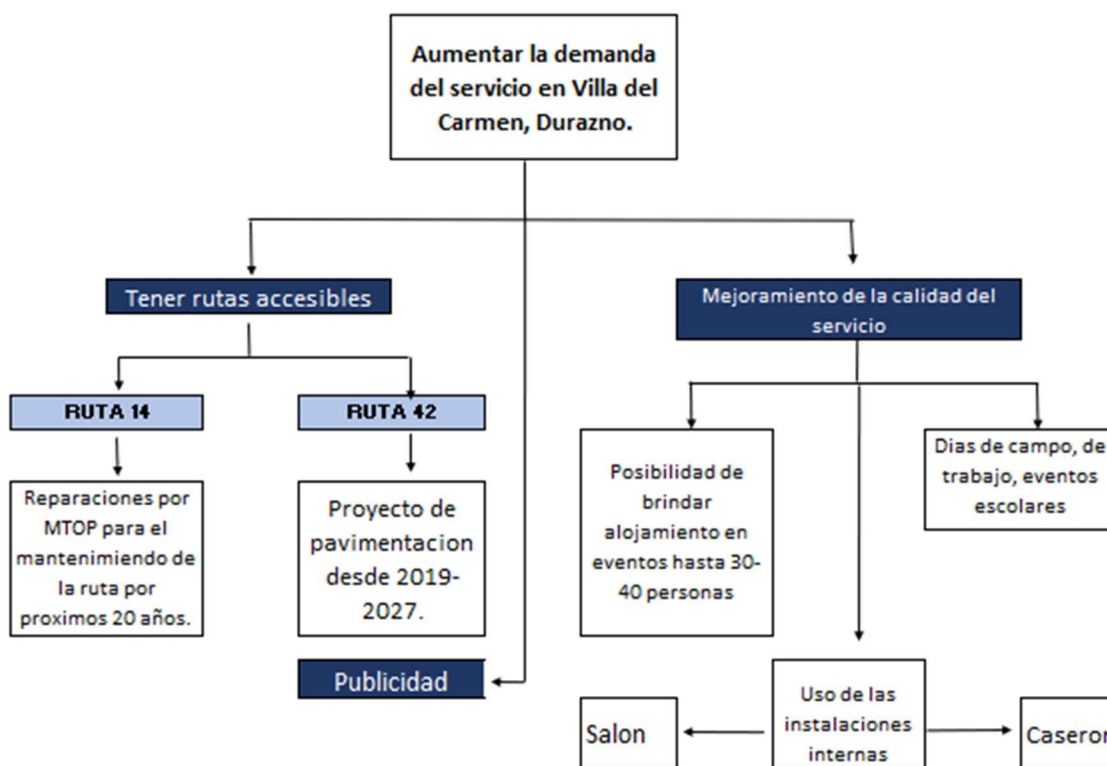 Aumentar la demanda
del servicio en Villa del
Carmen, Durazno.
Tener rutas accesibles
Mejoramiento de la calidad del
servicio
RUTA 14
RUTA 42
Reparaciones por
MTOP para el
mantenimiendo de
la ruta por
proximos 20 años.
Proyecto de
pavimentacion
desde 2019-
2027.
Posibilidad de
brindar
alojamiento en
eventos hasta 30-
40 personas
Dias de campo, de
trabajo, eventos
escolares
Publicidad
Salon
Uso de las
instalaciones
internas
Caseron